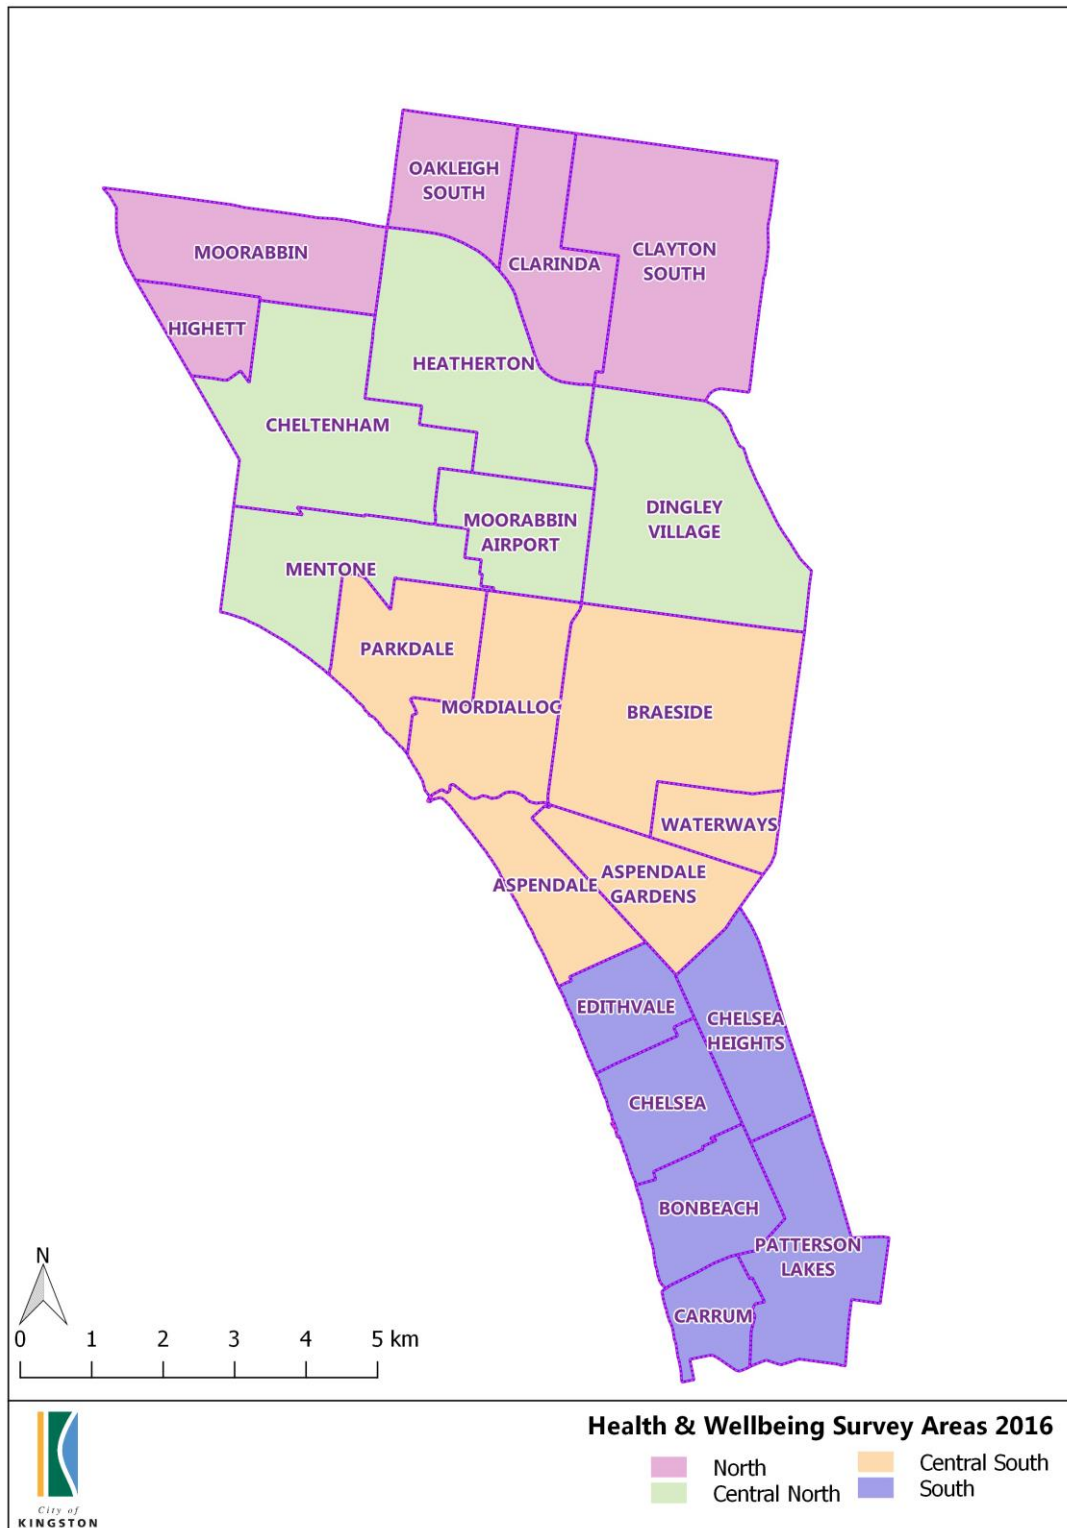 OAKLEIGH
SOUTH
MOORABBIN
CLARINDA
CLAYTON
SOUTH
HIGHETT
HEATHERTON
CHELTENHAM
DINGLEY
VILLAGE
MOORABBIN
AIRPORT
MENTONE
PARKDALE
MORDIALLOC
BRAESIDE
WATERWAYS
ASPENDALE
ASPENDALE
GARDENS
EDITHVALE
CHELSEA
HEIGHTS
CHELSEA
BONBEACH
PATTERSON
LAKES
CARRUM
N
0 1 2 3 4 5 km
Health & Wellbeing Survey Areas 2016
North
Central North
Central South
South
City of
KINGSTON